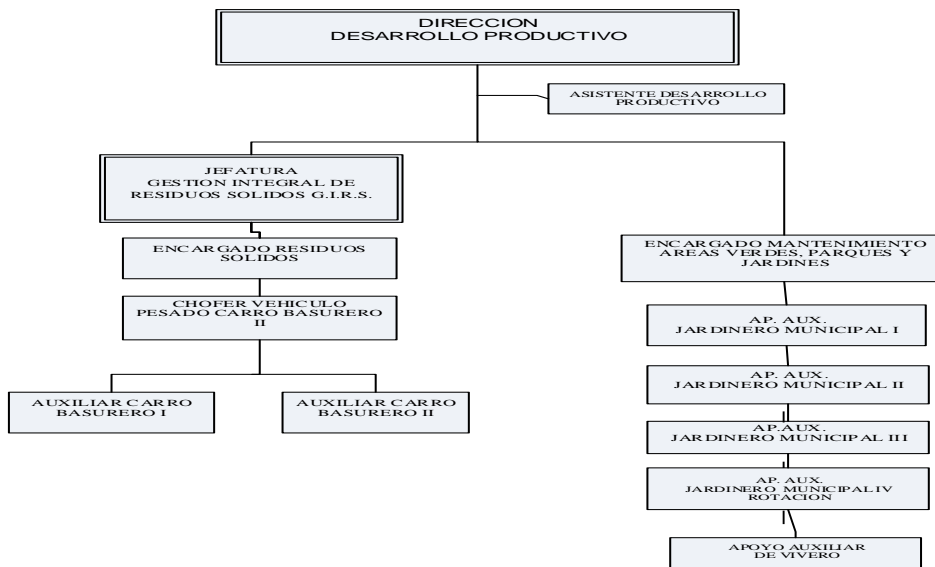 DIRECCION
DESARROLLO PRODUCTIVO
ASISTENTE DESARROLLO
PRODUCTIVO
JEFATURA
GESTION INTEGRAL DE
RESIDUOS SOLIDOS G.I.R.S.
ENCARGADO RESIDUOS
SOLIDOS
CHOFER VEHICULO
PESADO CARRO BASURERO
II
AUXILIAR CARRO
BASURERO I
AUXILIAR CARRO
BASURERO II
ENCARGADO MANTENIMIENTO
AREAS VERDES, PARQUES Y
JARDINES
AP. AUX.
JARDINERO MUNICIPAL I
AP. AUX.
JARDINERO MUNICIPAL II
AP.AUX.
JARDINERO MUNICIPAL III
AP. AUX.
JARDINERO MUNICIPAL IV
ROTACION
APOYO AUXILIAR
DE VIVERO